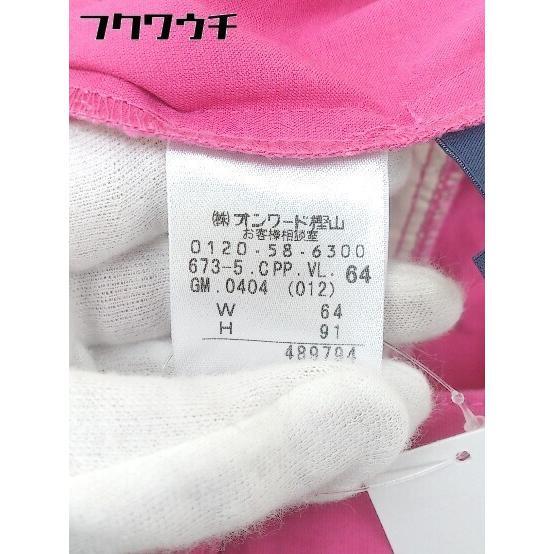 フクワウチ
㈱オンワード樫山
お客様相談室
0120-58-6300
673-5.CPP.VL. 64
GM.0404 (012)
W 64
H 91
489794